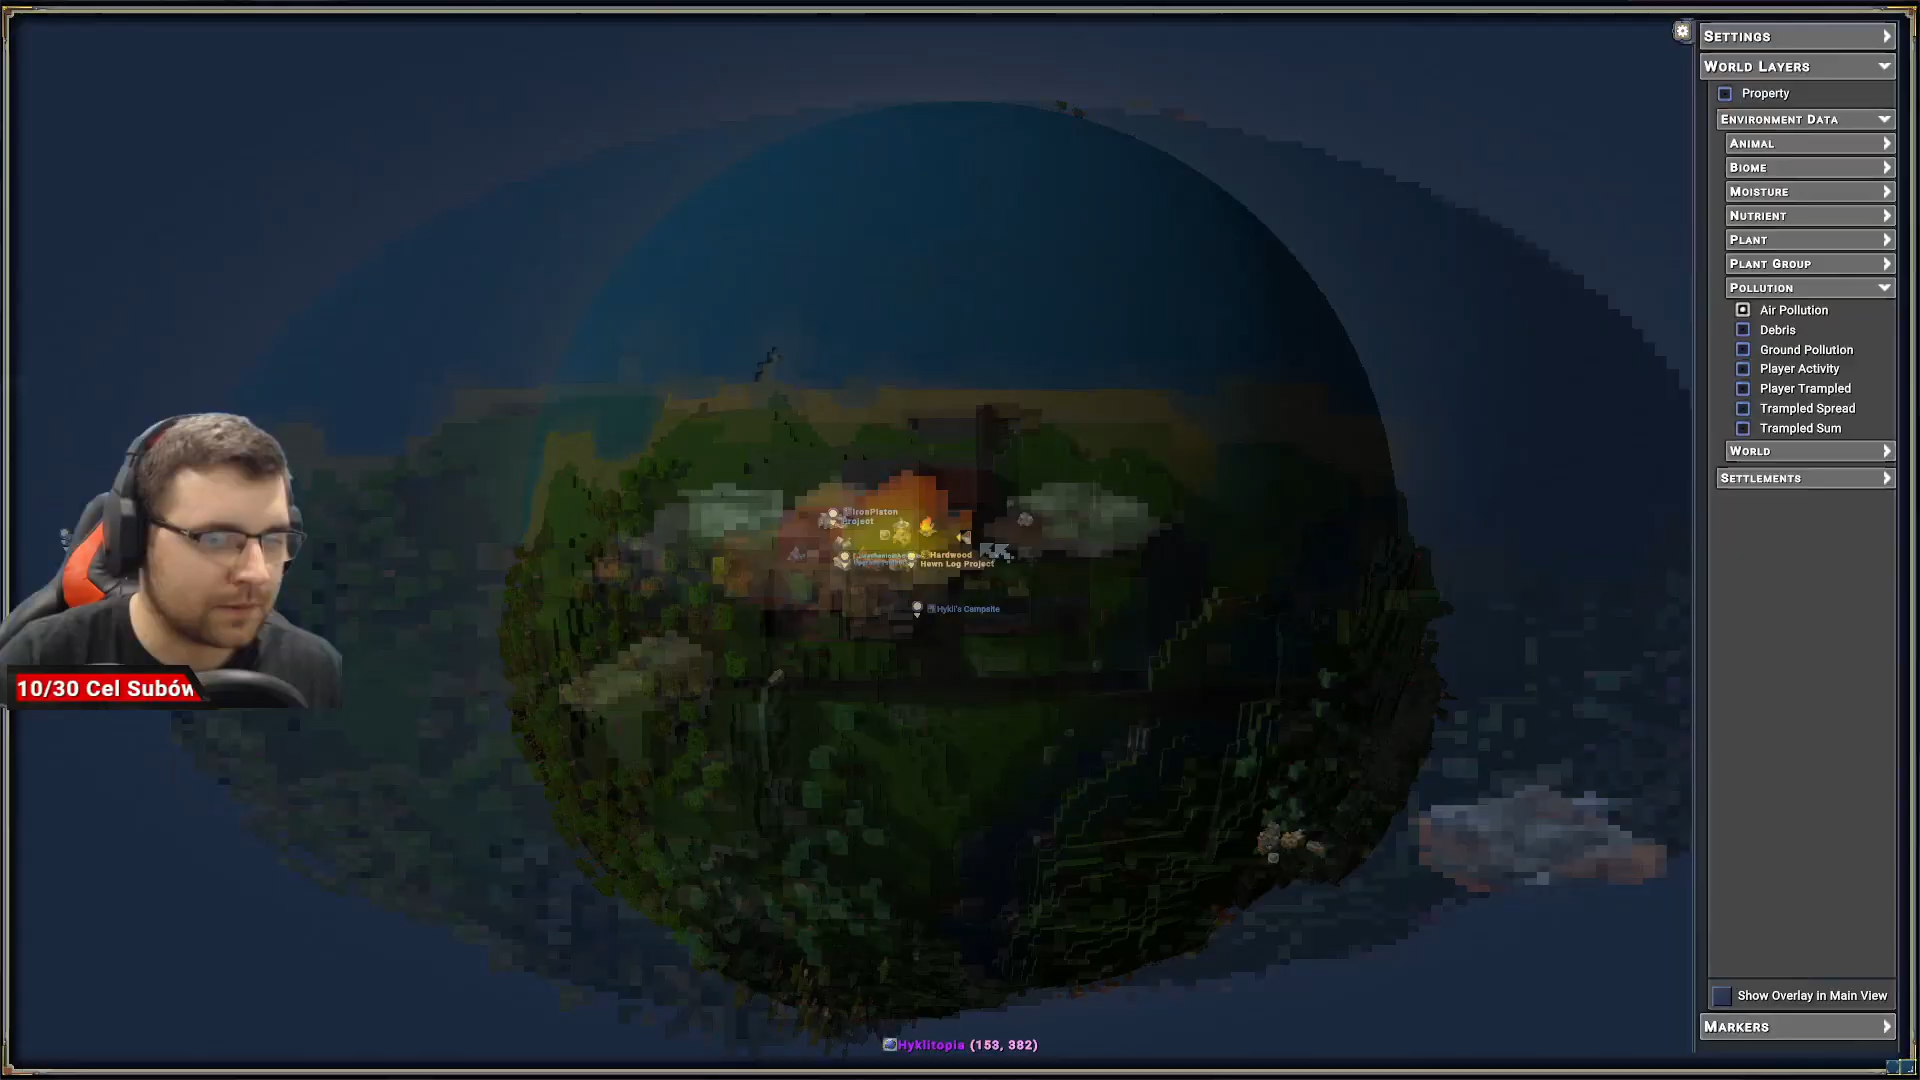 SETTINGS
WORLD LAYERS
Property
ENVIRONMENT DATA
ANIMAL
BIOME
MOISTURE
NUTRIENT
PLANT
PLANT GROUP
POLLUTION
Air Pollution
Debris
Ground Pollution
Player Activity
Player Trampled
Trampled Spread
Trampled Sum
WORLD
SETTLEMENTS
IronPiston
Project
Hardwood
Hewn Log Project
Hykli's Campsite
10/30 Cel Subów
Show Overlay in Main View
MARKERS
Hyklitopia (153, 382)